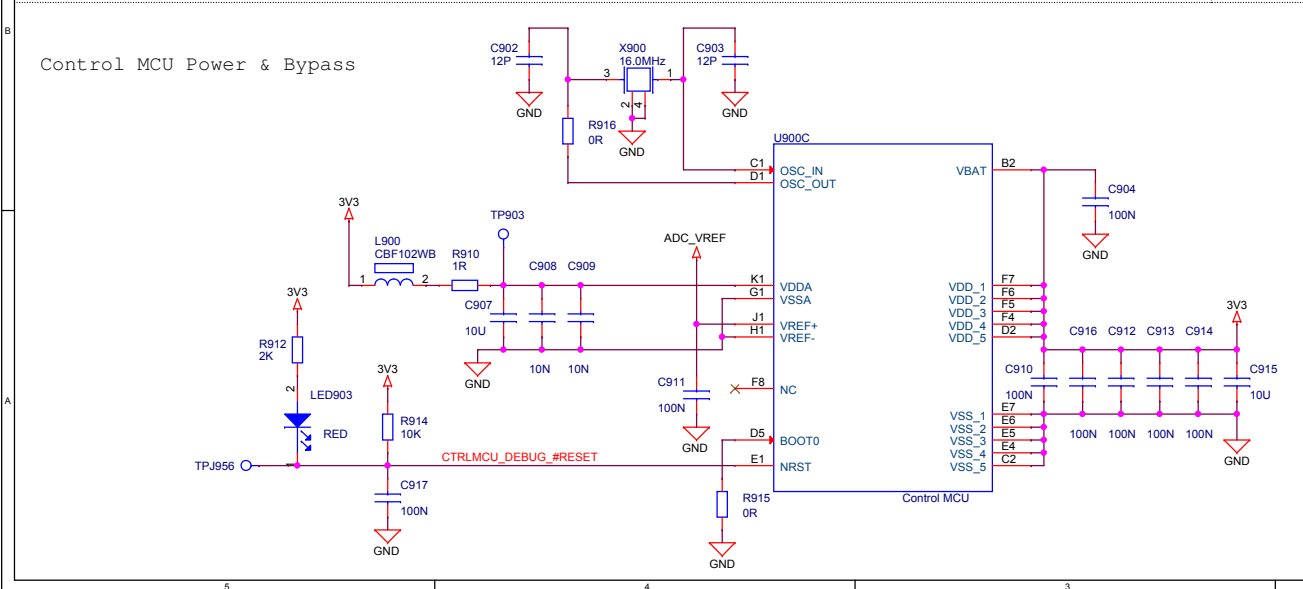 B
Control MCU Power & Bypass
C902
12P
X900
16.0MHz
C903
12P
3
1
2
4
GND
GND
GND
R916
0R
U900C
C1
OSC_IN
D1
OSC_OUT
VBAT
B2
C904
100N
GND
3V3
TP903
ADC_VREF
L900
CBF102WB
1
2
R910
1R
C908
C909
K1
VDDA
G1
VSSA
J1
VREF+
H1
VREF-
VDD_1
F7
VDD_2
F6
VDD_3
F5
VDD_4
F4
VDD_5
D2
C907
10U
10N
10N
GND
3V3
R912
2K
2
LED903
RED
1
3V3
R914
10K
C911
100N
GND
F8
NC
D5
BOOT0
E1
NRST
3V3
C916
C912
C913
C914
C910
100N
C915
10U
100N
100N
100N
100N
GND
VSS_1
E7
VSS_2
E6
VSS_3
E5
VSS_4
E4
VSS_5
C2
TPJ956
CTRLMCU_DEBUG_#RESET
C917
100N
GND
R915
0R
GND
Control MCU
A
5
4
3